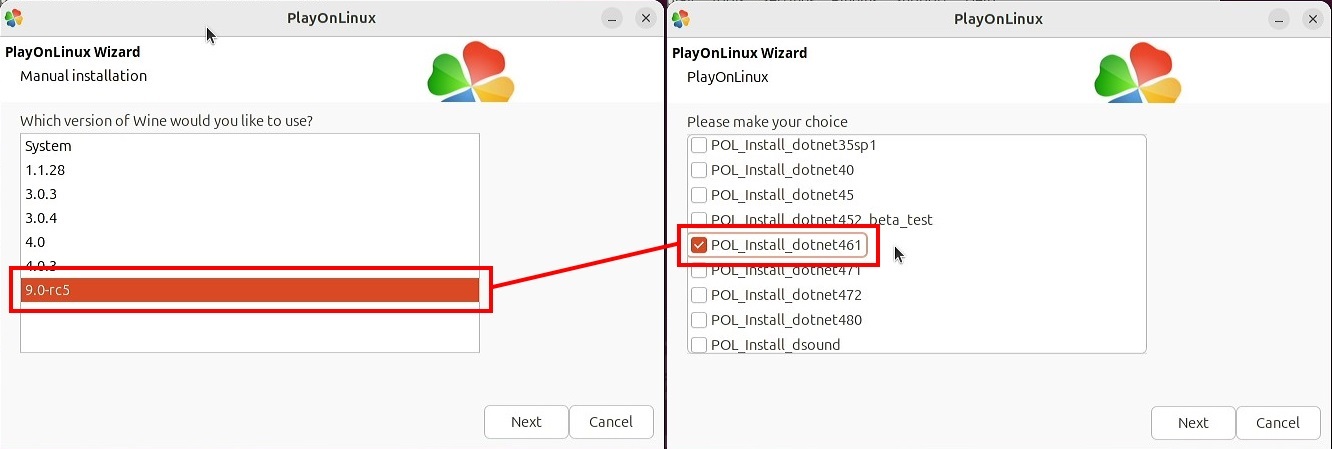 PlayOnLinux
PlayOnLinux Wizard
Manual installation
Which version of Wine would you like to use?
System
1.1.28
3.0.3
3.0.4
4.0
4.0.3
9.0-rc5
Next
Cancel
PlayOnLinux
PlayOnLinux Wizard
PlayOnLinux
Please make your choice
POL_Install_dotnet35sp1
POL_Install_dotnet40
POL_Install_dotnet45
POL_Install_dotnet452_beta_test
POL_Install_dotnet461
POL_Install_dotnet471
POL_Install_dotnet472
POL_Install_dotnet480
POL_Install_dsound
Next
Cancel